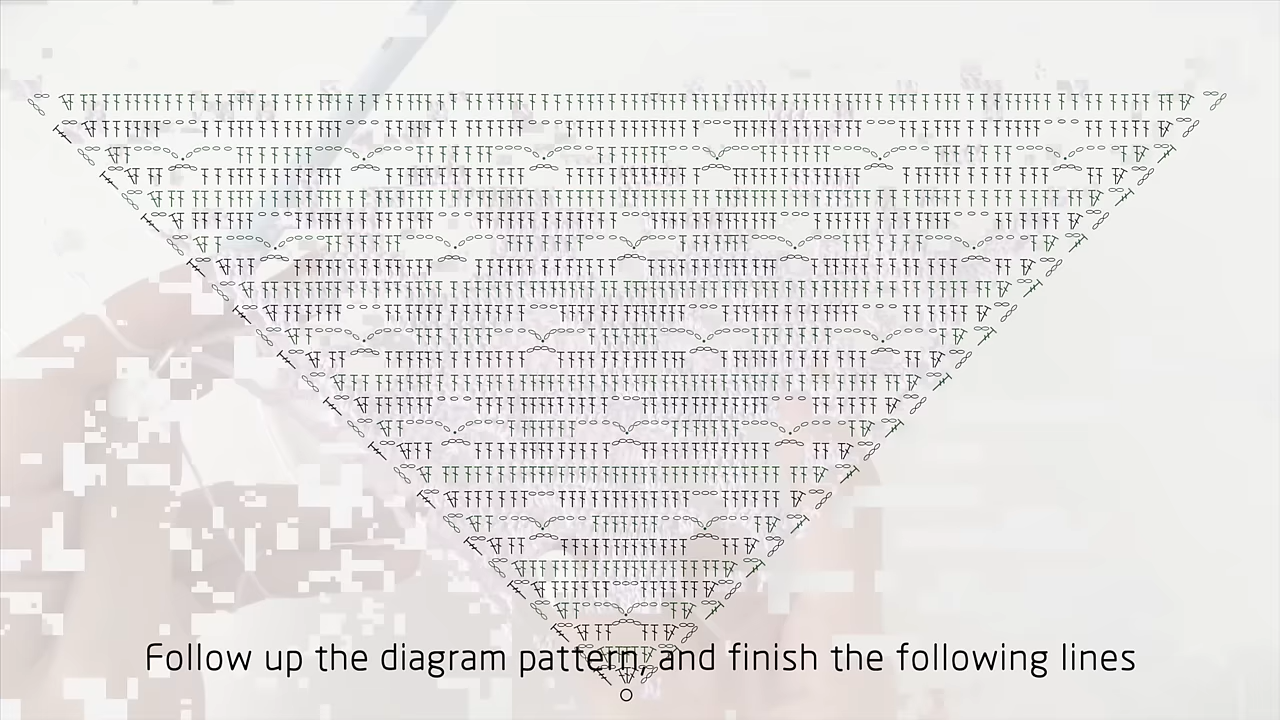 Follow up the diagram pattern, and finish the following lines